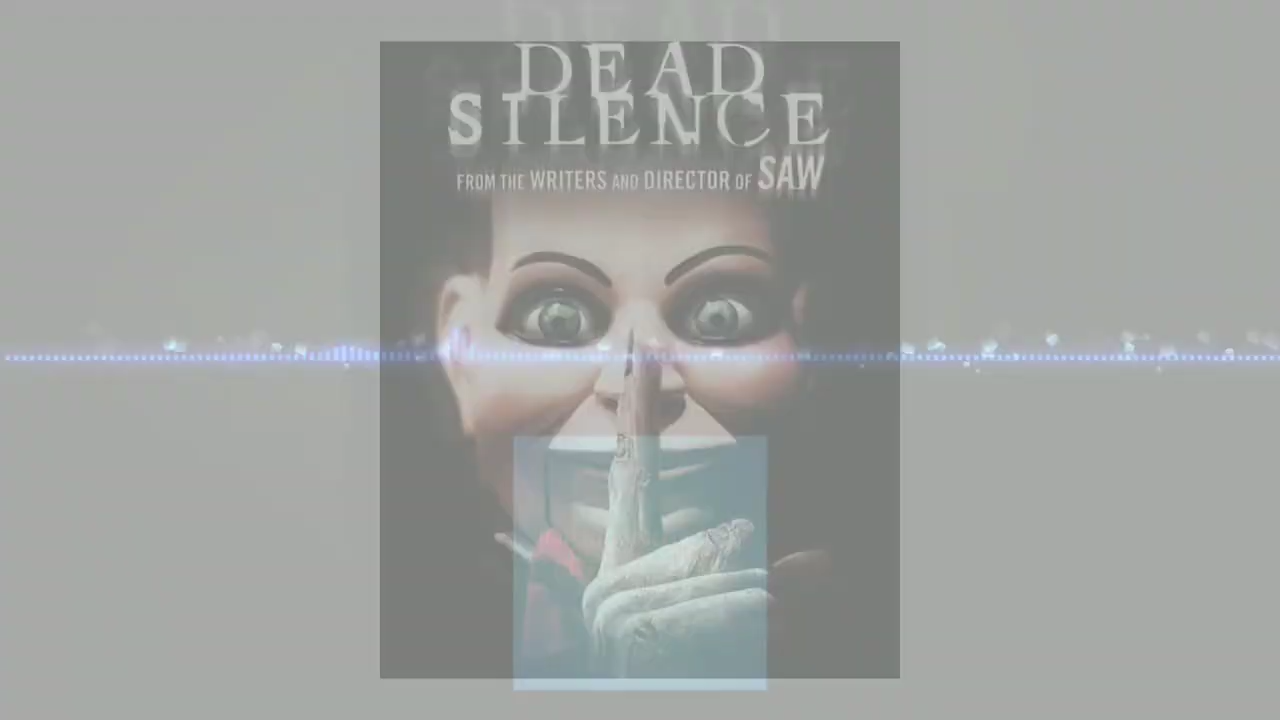 DEAD
SILENCE
FROM THE WRITERS AND DIRECTOR OF SAW